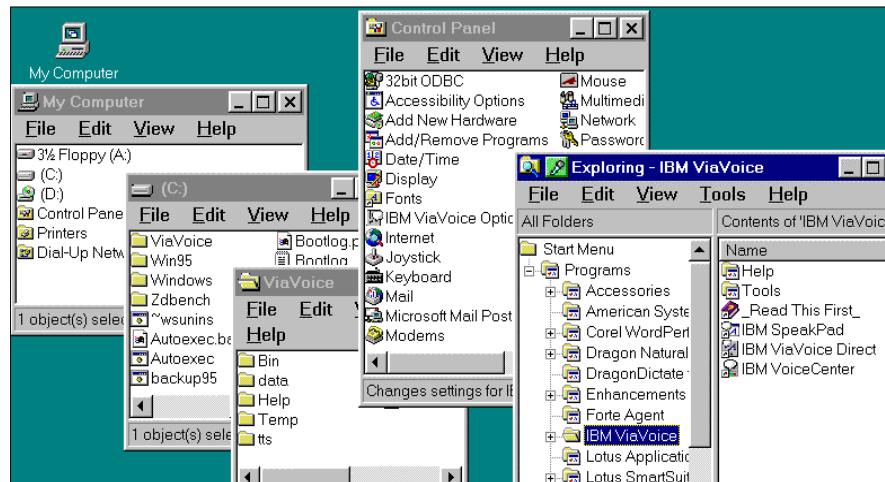 My Computer
My Computer
File Edit View Help
3½ Floppy (A:)
(C:)
(D:)
Control Pane
Printers
Dial-Up Netw
1 object(s) selec
(C:)
File Edit View Help
ViaVoice
Win95
Windows
Zdbench
~wsunins
Autoexec.ba
Autoexec
backup95
Bootlog.p
Bootlog
1 object(s) sele
ViaVoice
File Edit
Help
Bin
data
Help
Temp
tts
Control Panel
File Edit View Help
32bit ODBC
Accessibility Options
Add New Hardware
Add/Remove Programs
Date/Time
Display
Fonts
IBM ViaVoice Optic
Internet
Joystick
Keyboard
Mail
Microsoft Mail Post
Modems
Mouse
Multimedi
Network
Password
Changes settings for IB
Exploring - IBM ViaVoice
File Edit View Tools Help
All Folders
Contents of 'IBM ViaVoic
Start Menu
Programs
Accessories
American Syste
Corel WordPerf
Dragon Natural
DragonDictate
Enhancements
Forte Agent
IBM ViaVoice
Lotus Applicatio
Lotus SmartSuit
Name
Help
Tools
_Read This First_
IBM SpeakPad
IBM ViaVoice Direct
IBM VoiceCenter